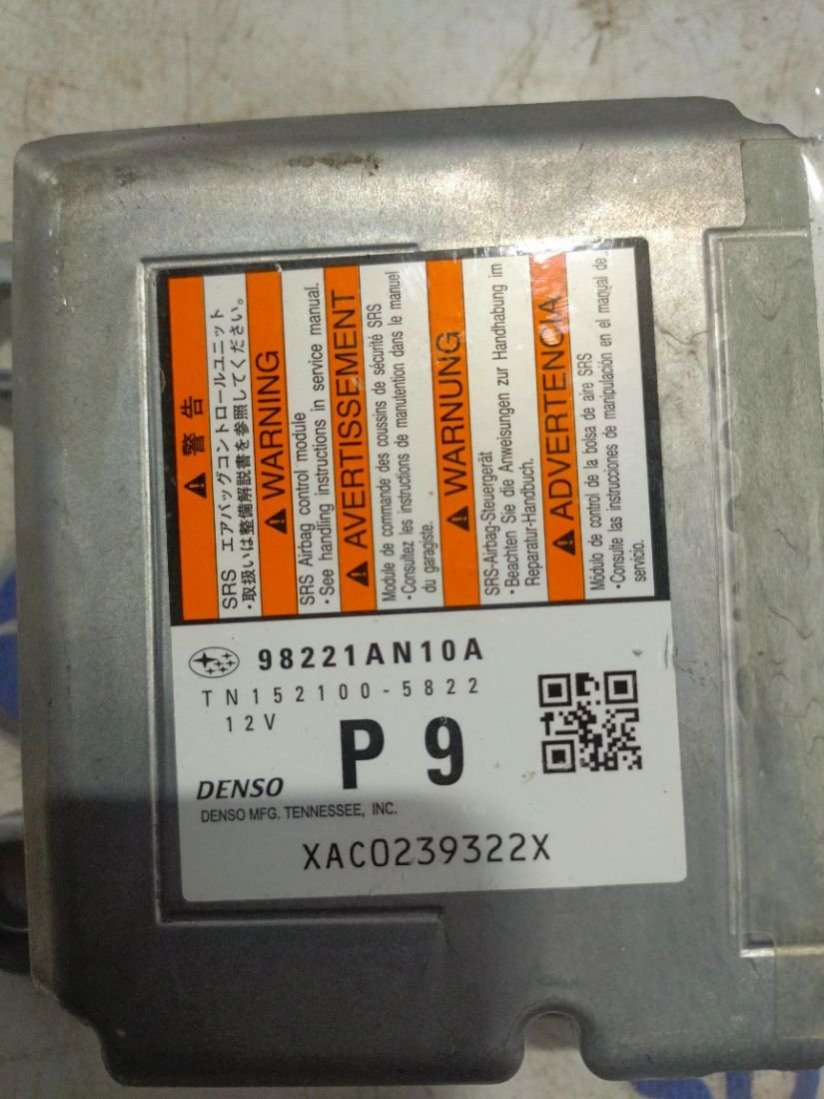 警告
SRS エアバッグコントロールユニット
・取扱いは整備解説書を参照してください。
WARNING
SRS Airbag control module
・See handling instructions in service manual.
AVERTISSEMENT
Module de commande des coussins de sécurité SRS
・Consultez les instructions de manutention dans le manuel
du garagiste.
WARNUNG
SRS-Airbag-Steuergerät
・Beachten Sie die Anweisungen zur Handhabung im
Reparatur-Handbuch.
ADVERTENCIA
Módulo de control de la bolsa de aire SRS
・Consulte las instrucciones de manipulación en el manual de
servicio.
98221AN10A
TN152100-5822
12V
P9
DENSO
DENSO MFG. TENNESSEE, INC.
XAC0239322X